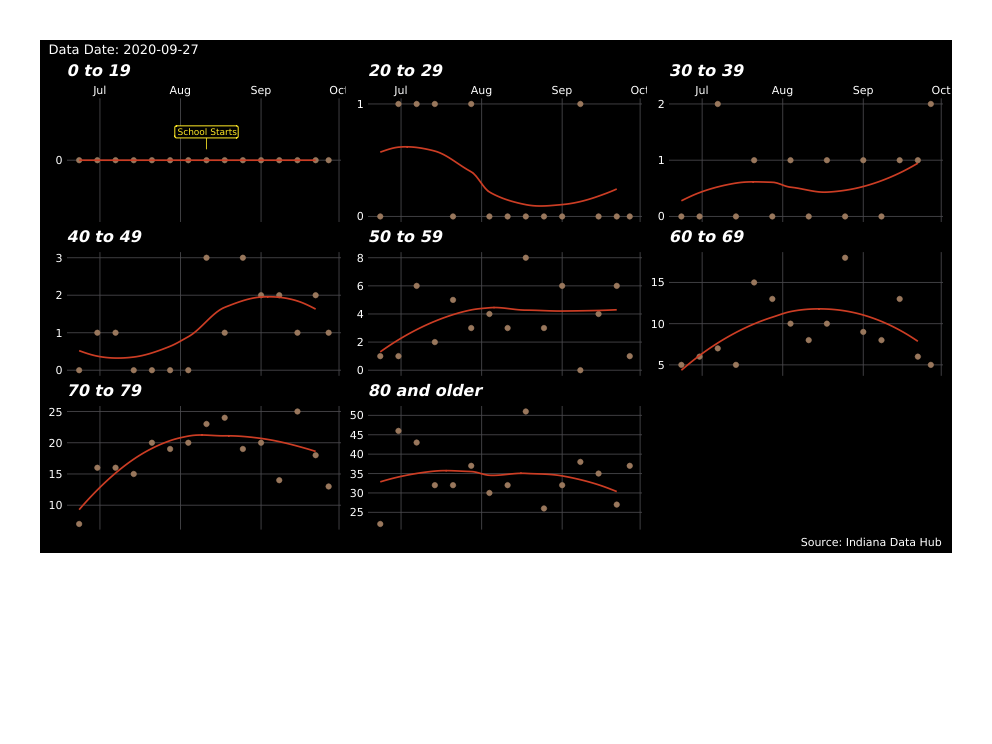 Data Date: 2020-09-27
0 to 19
20 to 29
30 to 39
Jul Aug Sep Oct
Jul Aug Sep Oct
Jul Aug Sep Oct
0
School Starts
1
0
2
1
0
40 to 49
50 to 59
60 to 69
3
2
1
0
8
6
4
2
0
15
10
5
70 to 79
80 and older
25
20
15
10
50
45
40
35
30
25
Source: Indiana Data Hub